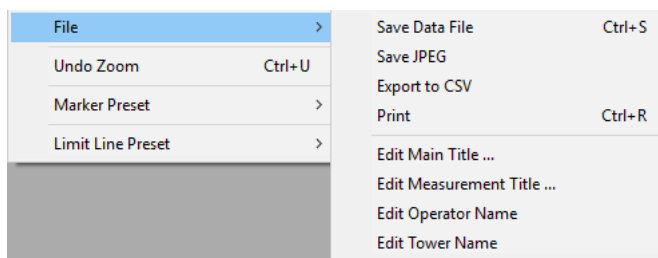 File >
Undo Zoom Ctrl+U
Marker Preset >
Limit Line Preset >
Save Data File Ctrl+S
Save JPEG
Export to CSV
Print Ctrl+R
Edit Main Title ...
Edit Measurement Title ...
Edit Operator Name
Edit Tower Name